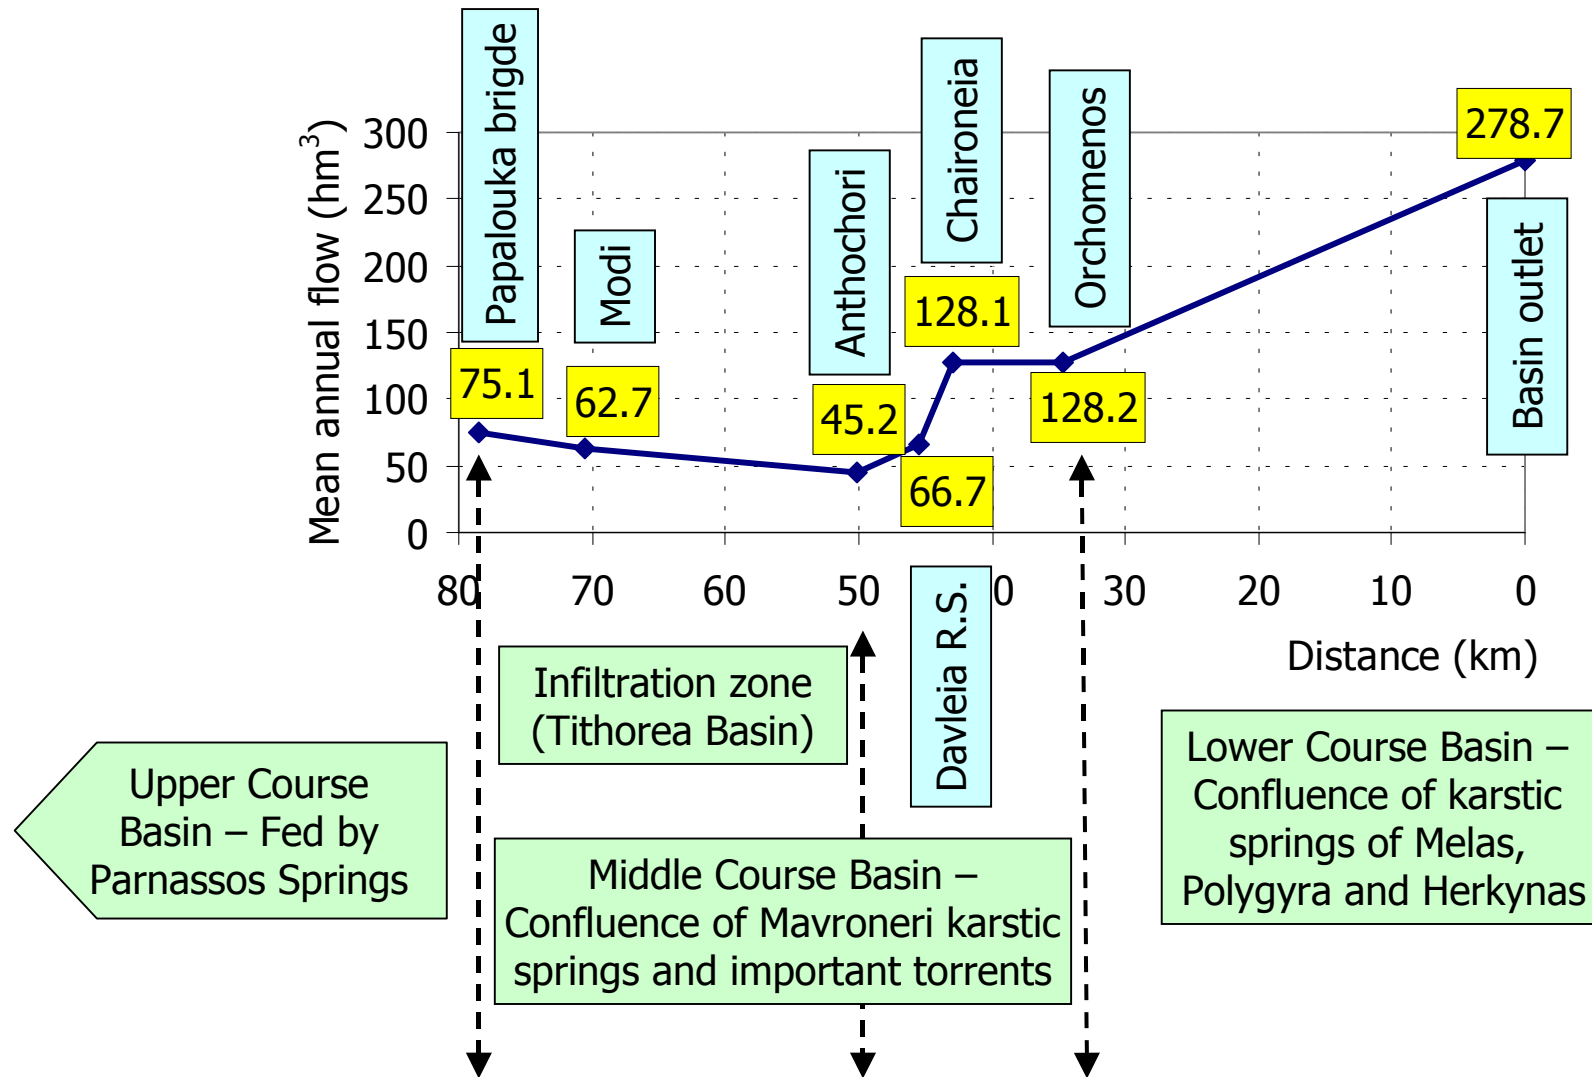 Papalouka brigde
Modi
Anthochori
Chaironeia
Orchomenos
Basin outlet
Davleia R.S.
Mean annual flow (hm³)
300
250
200
150
100
50
0
75.1
62.7
45.2
66.7
128.1
128.2
278.7
80
70
60
50
0
30
20
10
0
Distance (km)
Infiltration zone
(Tithorea Basin)
Upper Course
Basin – Fed by
Parnassos Springs
Middle Course Basin –
Confluence of Mavroneri karstic
springs and important torrents
Lower Course Basin –
Confluence of karstic
springs of Melas,
Polygyra and Herkynas